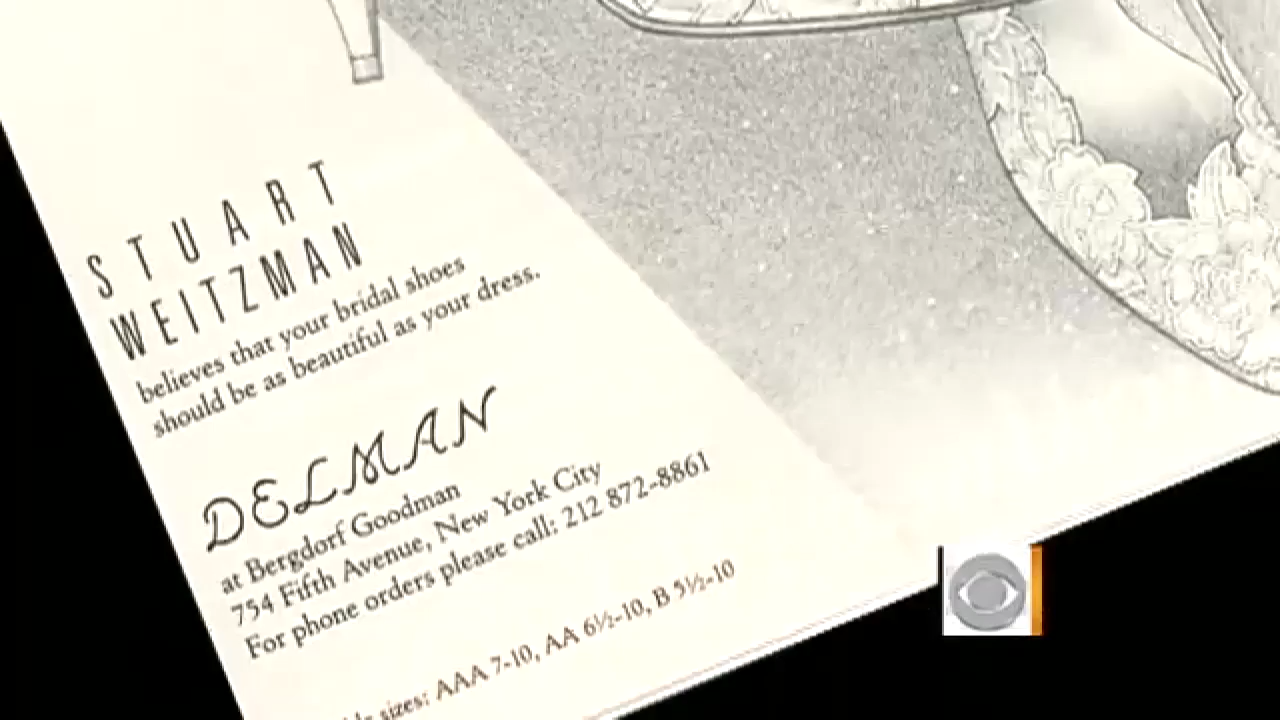 STUART
WEITZMAN
believes that your bridal shoes
should be as beautiful as your dress.
DELMAN
at Bergdorf Goodman
754 Fifth Avenue, New York City
For phone orders please call: 212 872-8861
sizes: AAA 7-10, AA 6½-10, B 5½-10